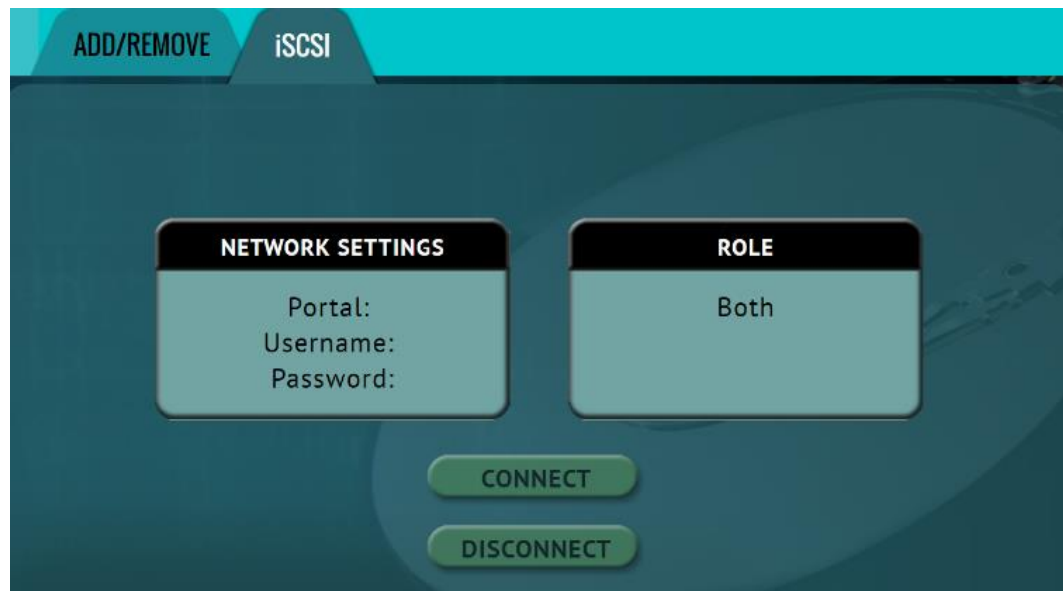 ADD/REMOVE
iSCSI
NETWORK SETTINGS
Portal:
Username:
Password:
ROLE
Both
CONNECT
DISCONNECT